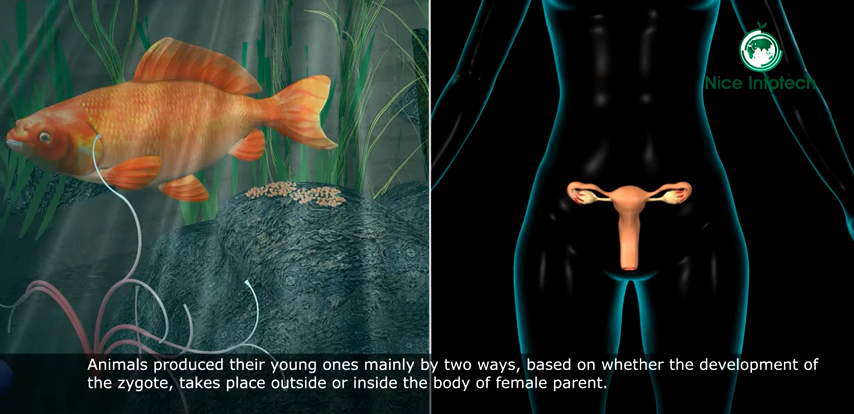 Nice Infotech
Animals produced their young ones mainly by two ways, based on whether the development of
the zygote, takes place outside or inside the body of female parent.